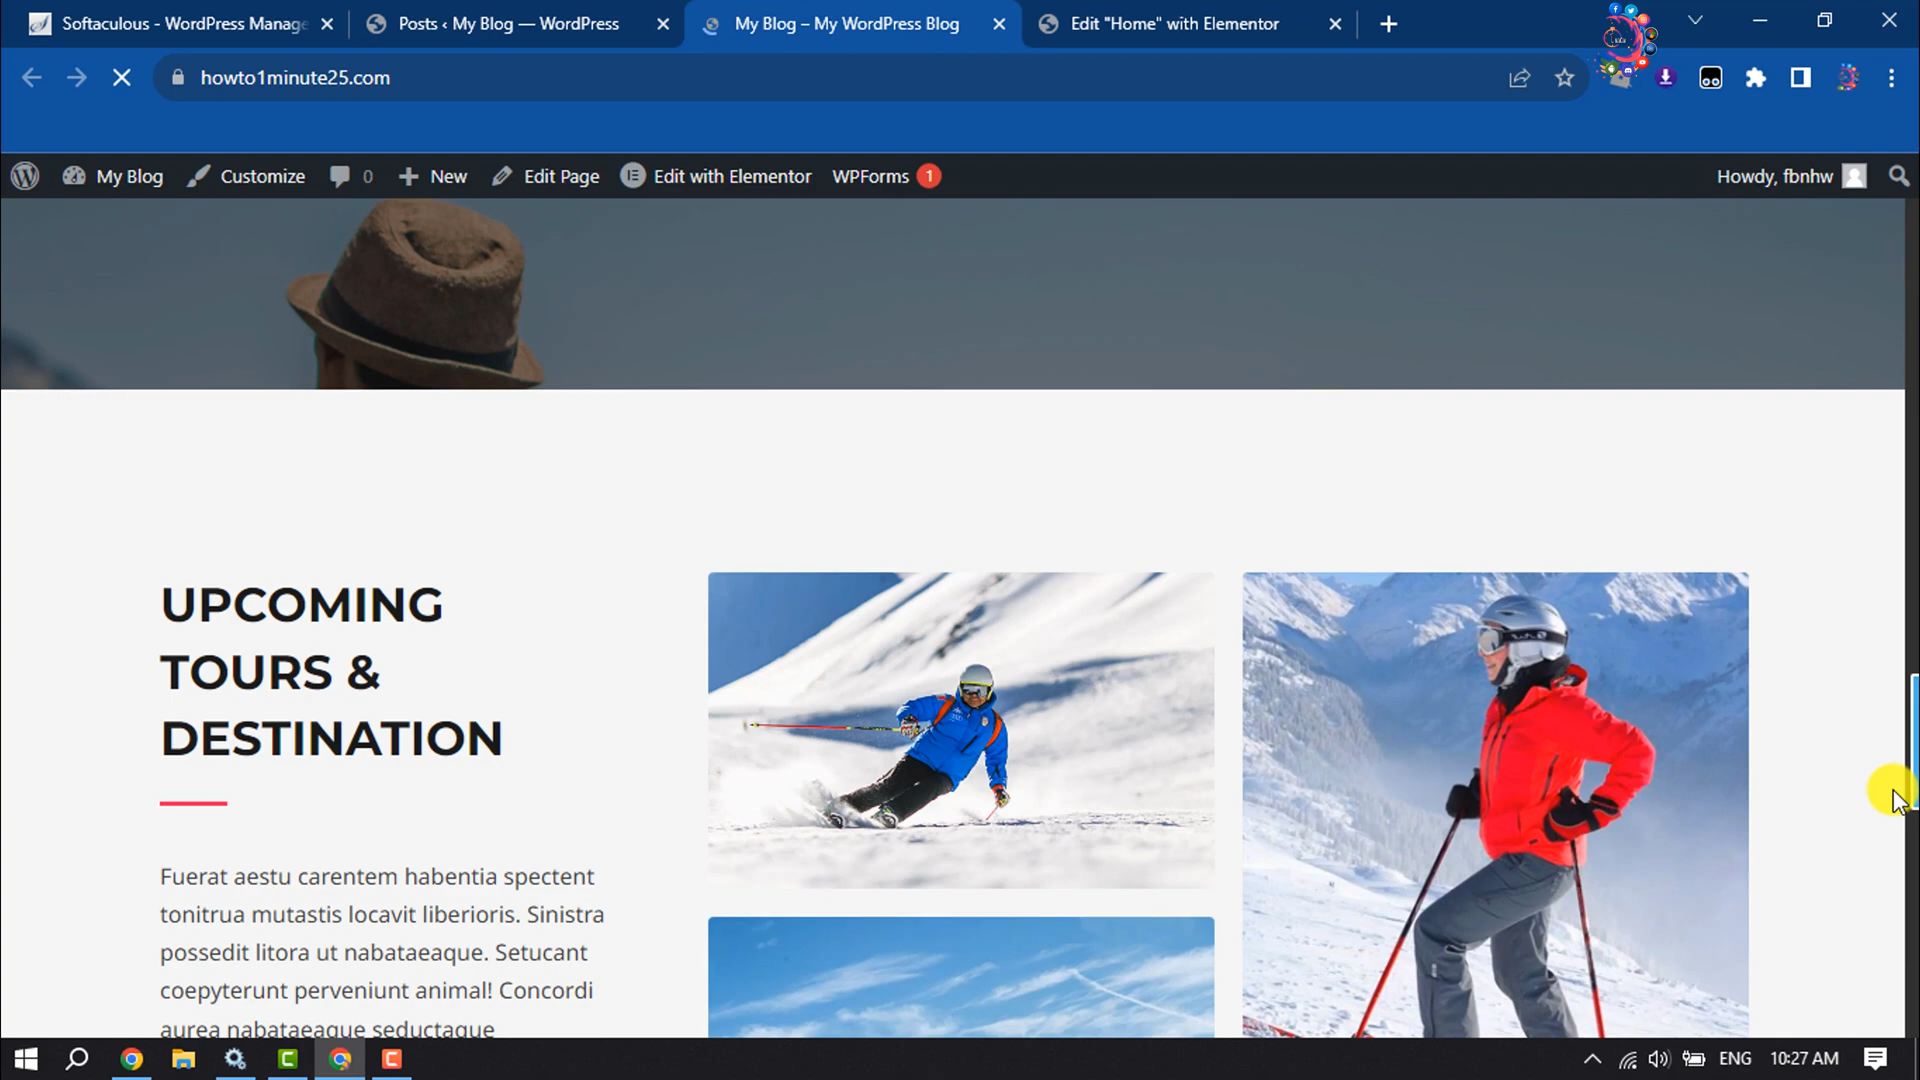 Softaculous - WordPress Manage
Posts ‹ My Blog — WordPress
My Blog – My WordPress Blog
Edit "Home" with Elementor
howto1minute25.com
My Blog
Customize
0
New
Edit Page
Edit with Elementor
WPForms 1
Howdy, fbnhw
UPCOMING
TOURS &
DESTINATION
Fuerat aestu carentem habentia spectent
tonitrua mutastis locavit liberioris. Sinistra
possedit litora ut nabataeaque. Setucant
coepyterunt perveniunt animal! Concordi
aurea nabataeaque seductaque
ENG
10:27 AM